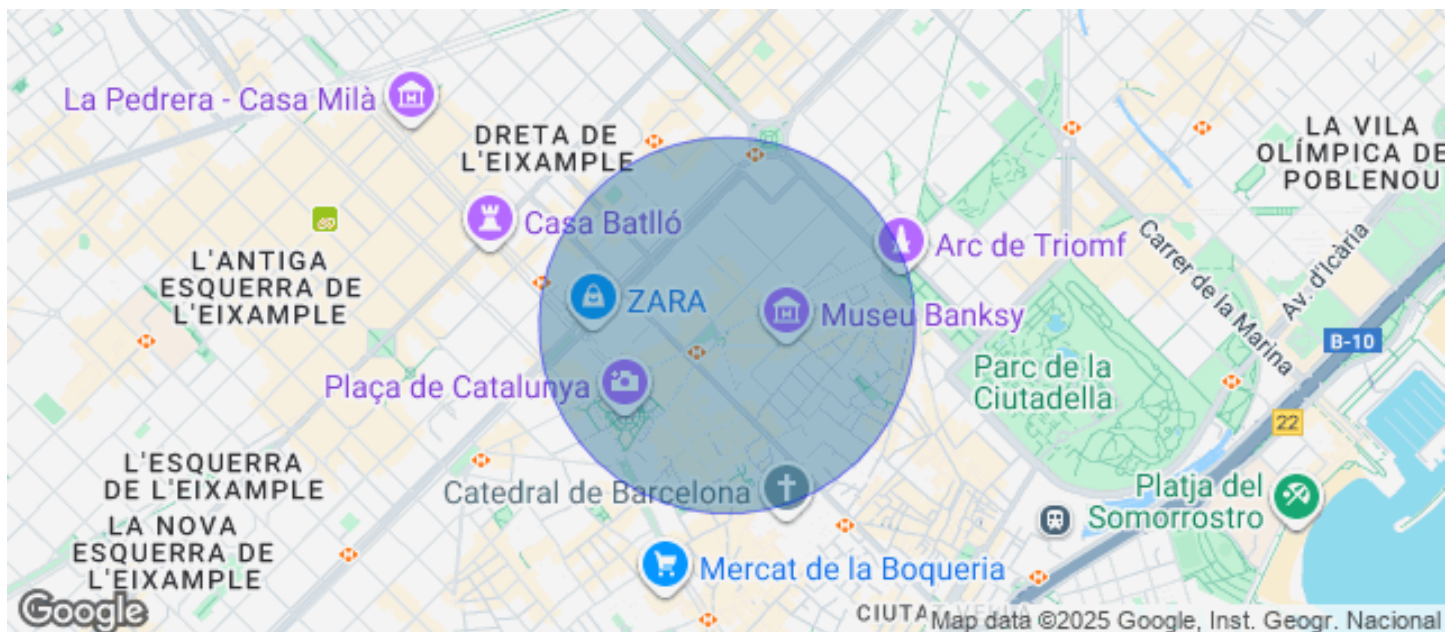 La Pedrera - Casa Milà
DRETA DE
L'EIXAMPLE
LA VILA
OLÍMPICA DE
POBLENOU
Casa Batlló
Arc de Triomf
Carrer de la Marina
Av. d'Icària
L'ANTIGA
ESQUERRA DE
L'EIXAMPLE
ZARA
Museu Banksy
B-10
Plaça de Catalunya
Parc de la
Ciutadella
22
L'ESQUERRA
DE L'EIXAMPLE
Catedral de Barcelona
Platja del
Somorrostro
LA NOVA
ESQUERRA DE
L'EIXAMPLE
Mercat de la Boqueria
Google
CIUTA
Map data ©2025 Google, Inst. Geogr. Nacional